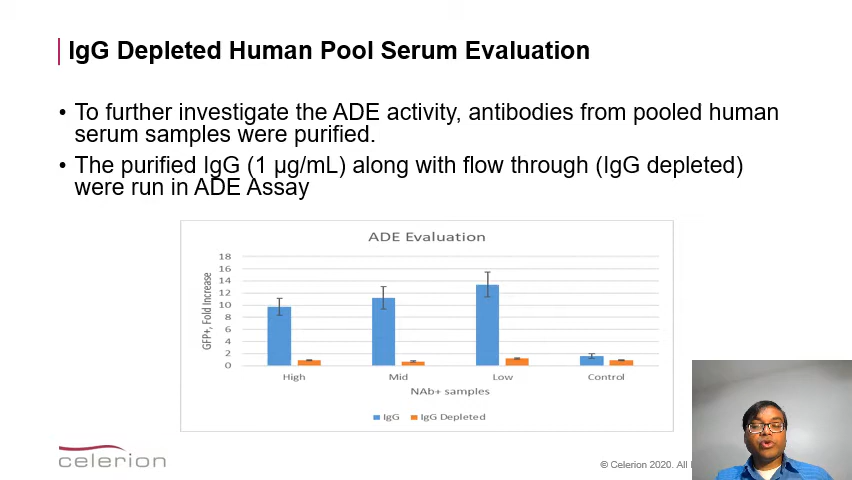 IgG Depleted Human Pool Serum Evaluation
• To further investigate the ADE activity, antibodies from pooled human
serum samples were purified.
• The purified IgG (1 µg/mL) along with flow through (IgG depleted)
were run in ADE Assay
ADE Evaluation
GFP+, Fold Increase
18
16
14
12
10
8
6
4
2
0
High Mid Low Control
NAb+ samples
IgG IgG Depleted
celerion
© Celerion 2020. All